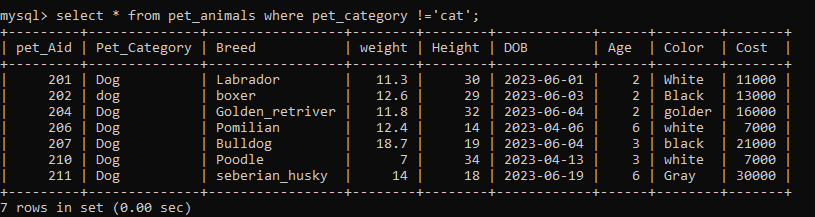 mysql> select * from pet_animals where pet_category !='cat';
+---------+--------------+------------------+--------+--------+------------+------+--------+-------+
| pet_Aid | Pet_Category | Breed            | weight | Height | DOB        | Age  | Color  | Cost  |
+---------+--------------+------------------+--------+--------+------------+------+--------+-------+
|     201 | Dog          | Labrador         |   11.3 |     30 | 2023-06-01 |    2 | White  | 11000 |
|     202 | dog          | boxer            |   12.6 |     29 | 2023-06-03 |    2 | Black  | 13000 |
|     204 | Dog          | Golden_retriver  |   11.8 |     32 | 2023-06-04 |    2 | golder | 16000 |
|     206 | Dog          | Pomilian         |   12.4 |     14 | 2023-04-06 |    6 | white  |  7000 |
|     207 | Dog          | Bulldog          |   18.7 |     19 | 2023-06-04 |    3 | black  | 21000 |
|     210 | Dog          | Poodle           |      7 |     34 | 2023-04-13 |    3 | white  |  7000 |
|     211 | Dog          | seberian_husky   |     14 |     18 | 2023-06-19 |    6 | Gray   | 30000 |
+---------+--------------+------------------+--------+--------+------------+------+--------+-------+
7 rows in set (0.00 sec)